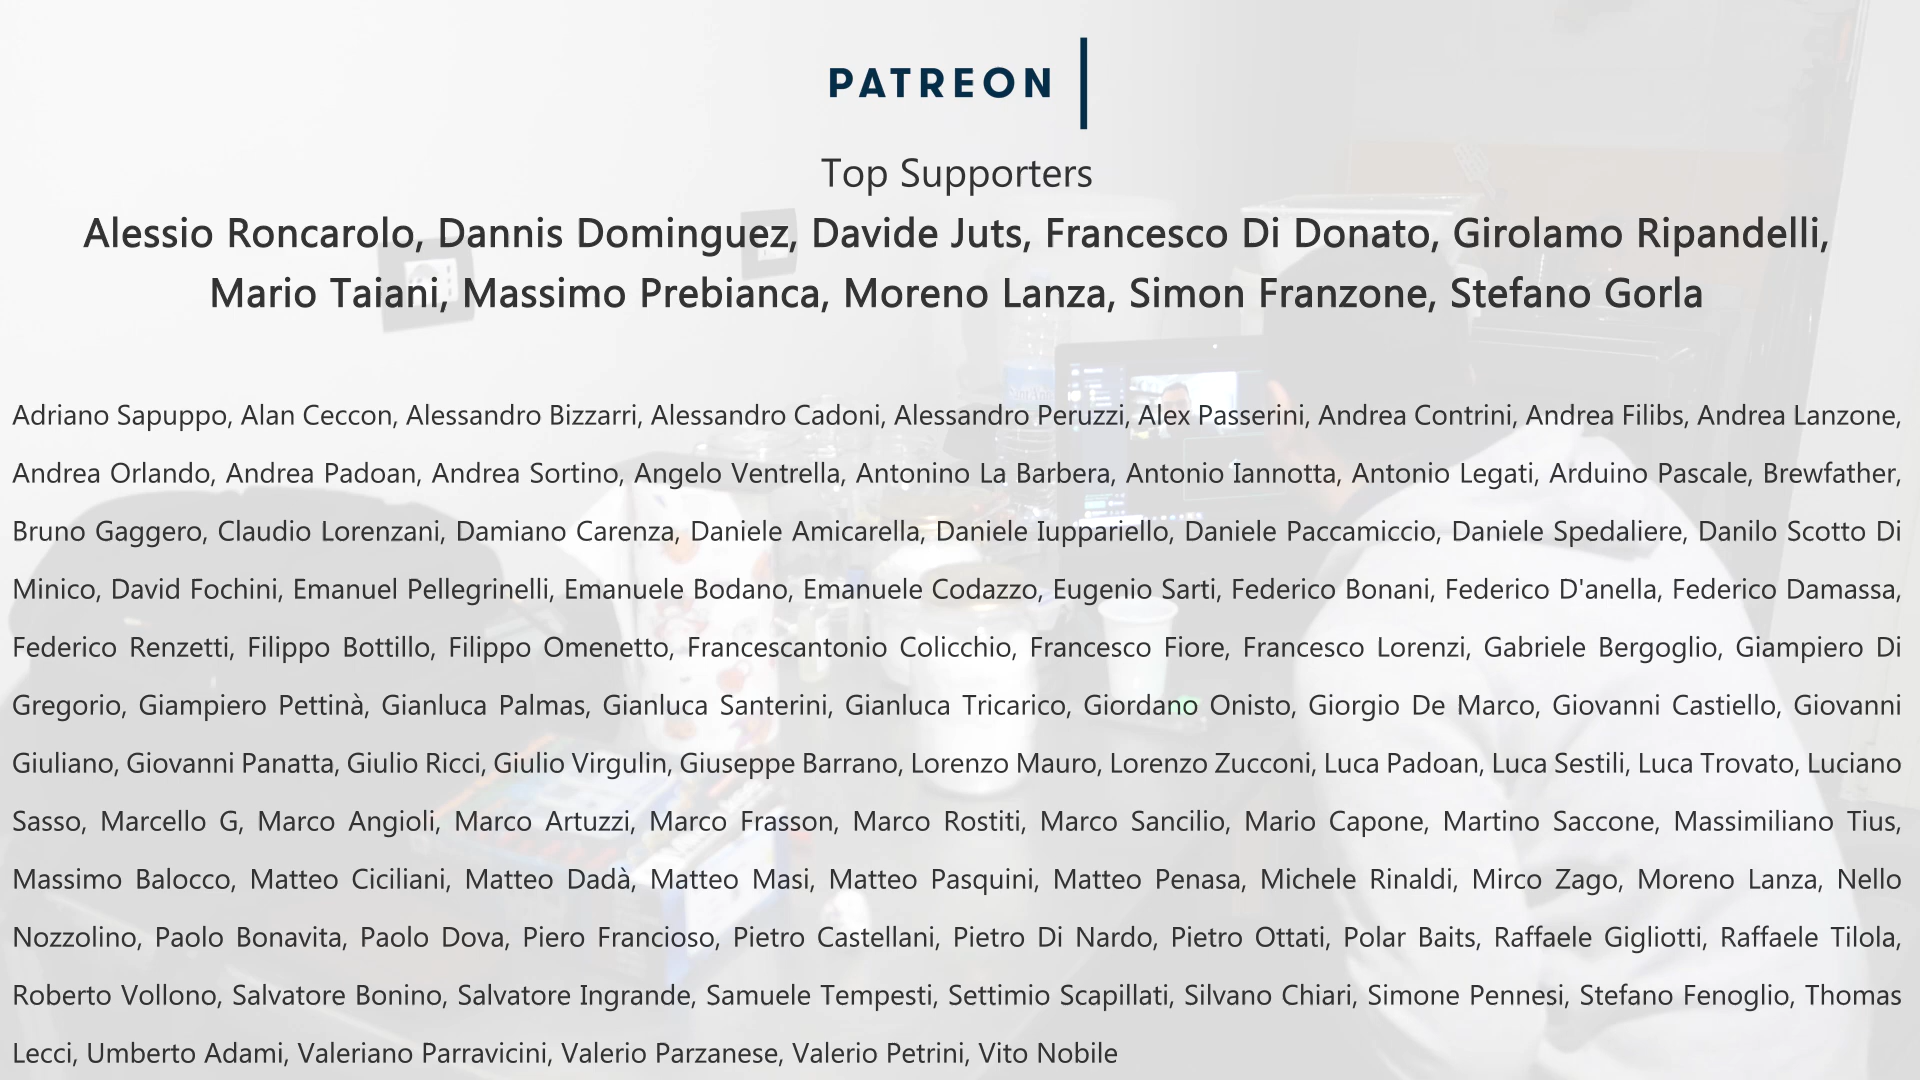 PATREON
Top Supporters
Alessio Roncarolo, Dannis Dominguez, Davide Juts, Francesco Di Donato, Girolamo Ripandelli,
Mario Taiani, Massimo Prebianca, Moreno Lanza, Simon Franzone, Stefano Gorla
Adriano Sapuppo, Alan Ceccon, Alessandro Bizzarri, Alessandro Cadoni, Alessandro Peruzzi, Alex Passerini, Andrea Contrini, Andrea Filibs, Andrea Lanzone,
Andrea Orlando, Andrea Padoan, Andrea Sortino, Angelo Ventrella, Antonino La Barbera, Antonio Iannotta, Antonio Legati, Arduino Pascale, Brewfather,
Bruno Gaggero, Claudio Lorenzani, Damiano Carenza, Daniele Amicarella, Daniele Iuppariello, Daniele Paccamiccio, Daniele Spedaliere, Danilo Scotto Di
Minico, David Fochini, Emanuel Pellegrinelli, Emanuele Bodano, Emanuele Codazzo, Eugenio Sarti, Federico Bonani, Federico D'anella, Federico Damassa,
Federico Renzetti, Filippo Bottillo, Filippo Omenetto, Francescantonio Colicchio, Francesco Fiore, Francesco Lorenzi, Gabriele Bergoglio, Giampiero Di
Gregorio, Giampiero Pettinà, Gianluca Palmas, Gianluca Santerini, Gianluca Tricarico, Giordano Onisto, Giorgio De Marco, Giovanni Castiello, Giovanni
Giuliano, Giovanni Panatta, Giulio Ricci, Giulio Virgulin, Giuseppe Barrano, Lorenzo Mauro, Lorenzo Zucconi, Luca Padoan, Luca Sestili, Luca Trovato, Luciano
Sasso, Marcello G, Marco Angioli, Marco Artuzzi, Marco Frasson, Marco Rostiti, Marco Sancilio, Mario Capone, Martino Saccone, Massimiliano Tius,
Massimo Balocco, Matteo Ciciliani, Matteo Dadà, Matteo Masi, Matteo Pasquini, Matteo Penasa, Michele Rinaldi, Mirco Zago, Moreno Lanza, Nello
Nozzolino, Paolo Bonavita, Paolo Dova, Piero Francioso, Pietro Castellani, Pietro Di Nardo, Pietro Ottati, Polar Baits, Raffaele Gigliotti, Raffaele Tilola,
Roberto Vollono, Salvatore Bonino, Salvatore Ingrande, Samuele Tempesti, Settimio Scapillati, Silvano Chiari, Simone Pennesi, Stefano Fenoglio, Thomas
Lecci, Umberto Adami, Valeriano Parravicini, Valerio Parzanese, Valerio Petrini, Vito Nobile